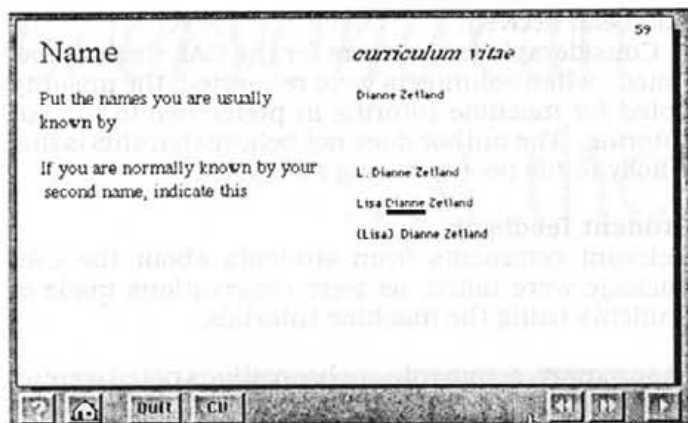 59
Name
curriculum vitae
Put the names you are usually
known by
Dianne Zetland
If you are normally known by your
second name, indicate this
L. Dianne Zetland
Lisa Dianne Zetland
(Lisa) Dianne Zetland
Quit
CV